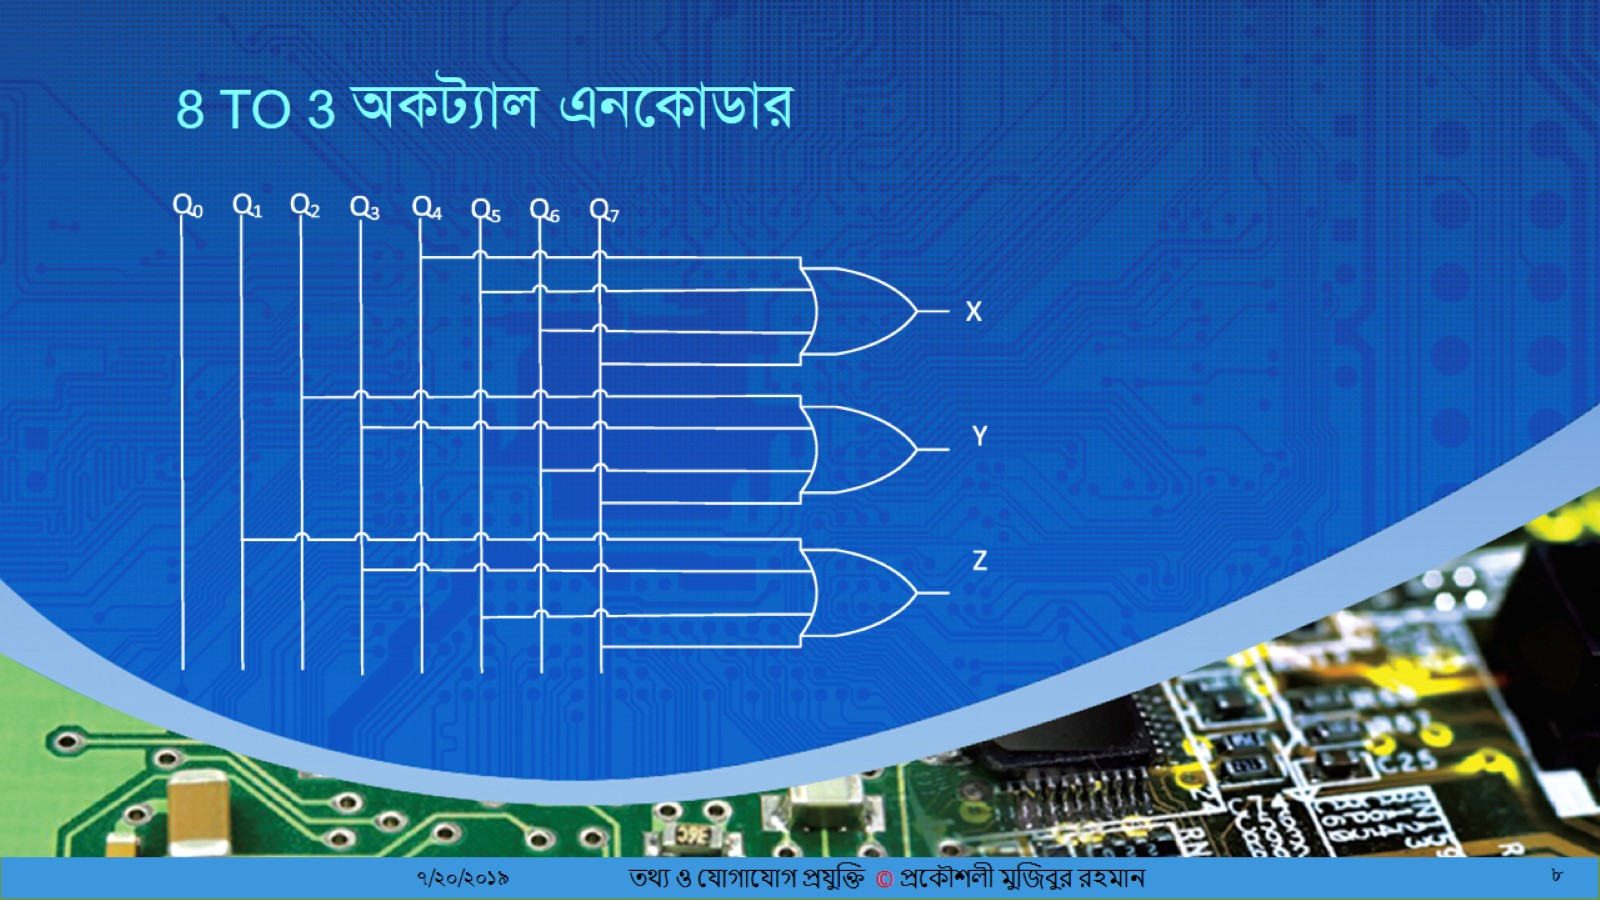 8 TO 3 অকট্যাল এনকোডার
Q0 Q1 Q2 Q3 Q4 Q5 Q6 Q7
X
Y
Z
C25
৭/২০/২০১৯ তথ্য ও যোগাযোগ প্রযুক্তি © প্রকৌশলী মুজিবুর রহমান ৮